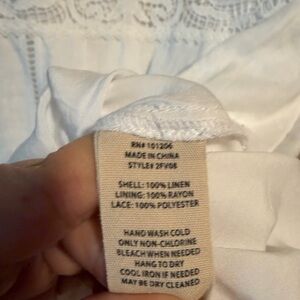 RN# 101206
MADE IN CHINA
STYLE# 2FV08
SHELL: 100% LINEN
LINING: 100% RAYON
LACE: 100% POLYESTER
HAND WASH COLD
ONLY NON-CHLORINE
BLEACH WHEN NEEDED
HANG TO DRY
COOL IRON IF NEEDED
MAY BE DRY CLEANED